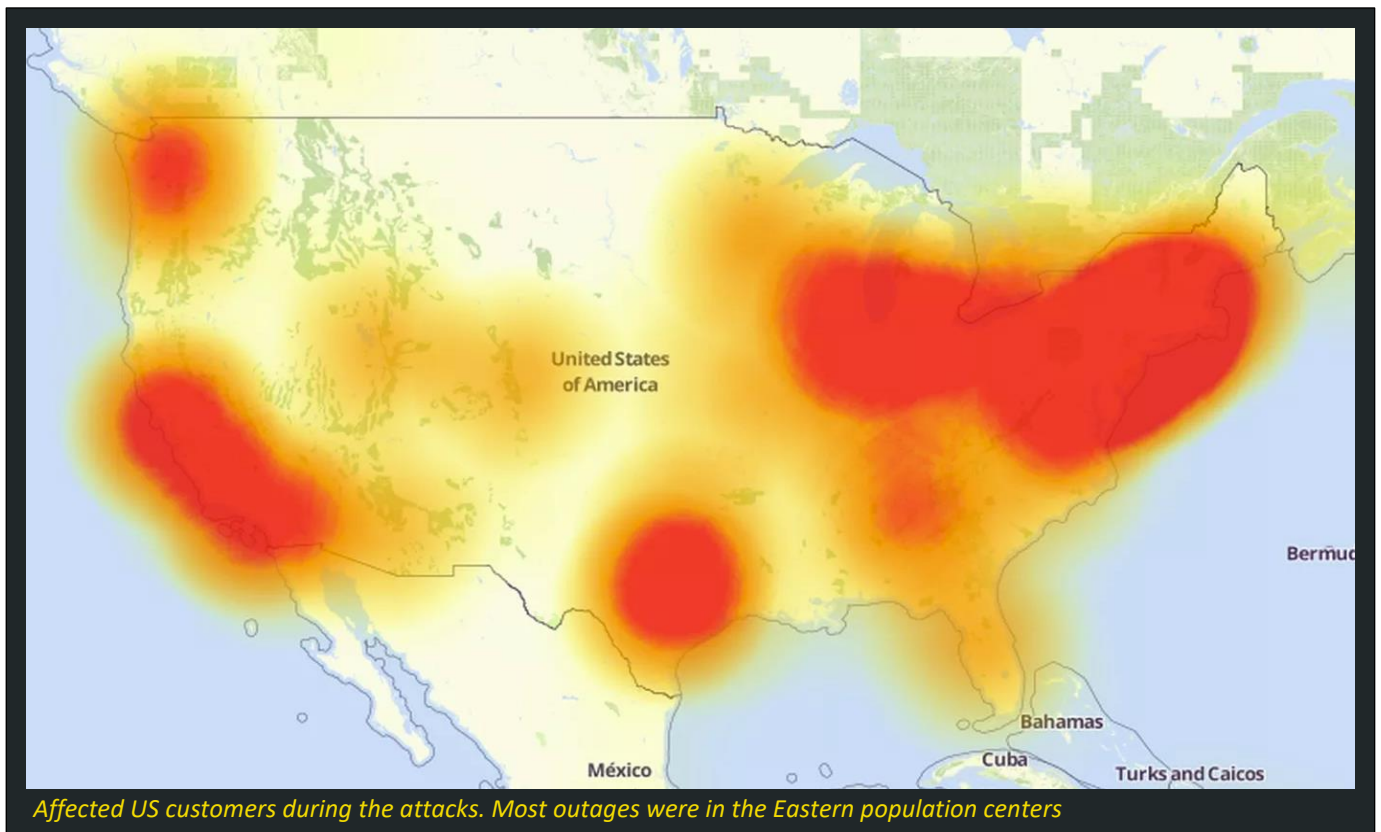 United States
of America
Bermud
Bahamas
Cuba
México
Turks and Caicos
Affected US customers during the attacks. Most outages were in the Eastern population centers